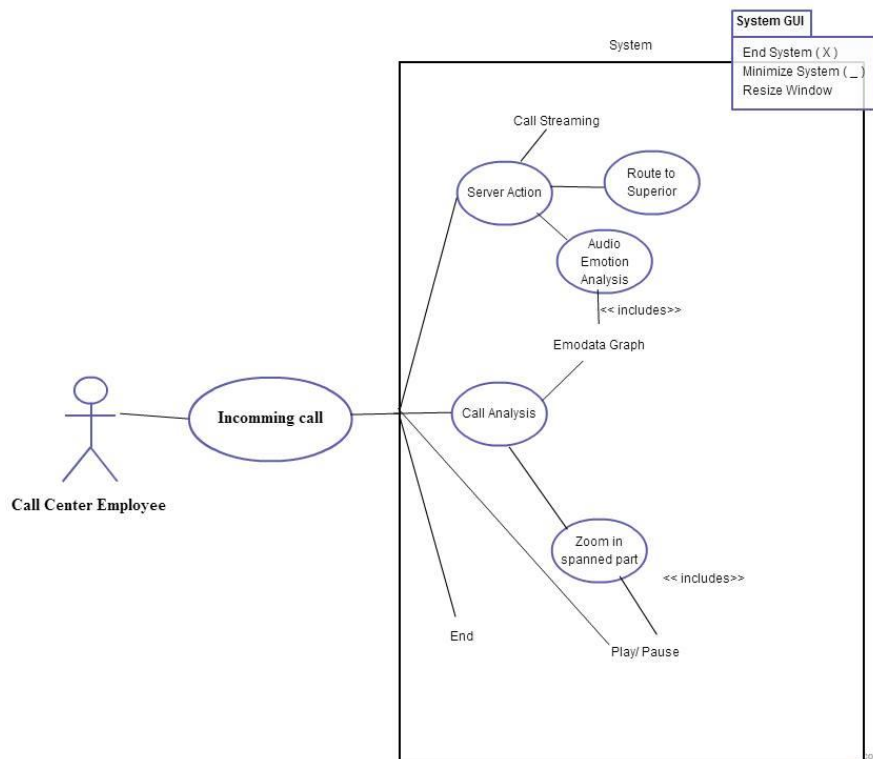 System GUI
System
End System ( X )
Minimize System ( _ )
Resize Window
Call Streaming
Server Action
Route to
Superior
Audio
Emotion
Analysis
<< includes>>
Emodata Graph
Incomming call
Call Analysis
Call Center Employee
Zoom in
spanned part
<< includes>>
End
Play/ Pause